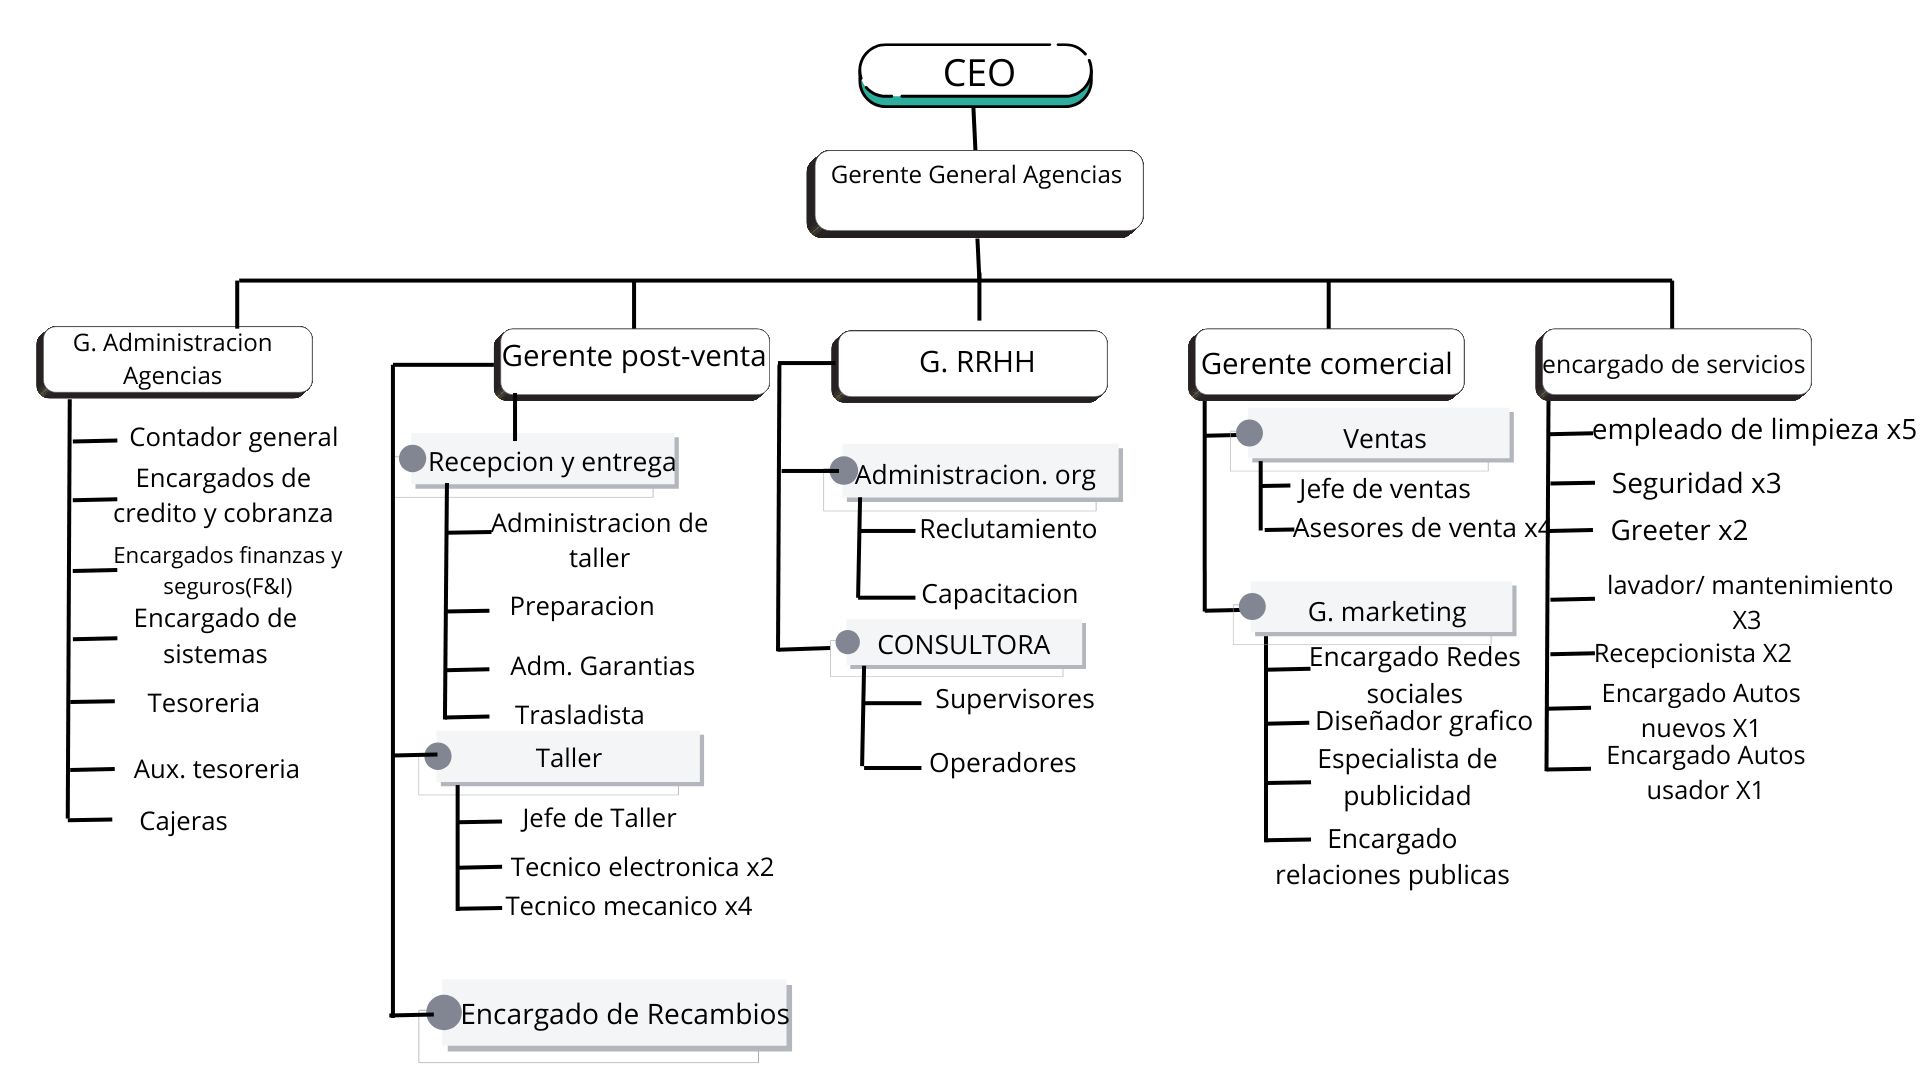 CEO
Gerente General Agencias
G. Administracion
Agencias
Contador general
Encargados de
credito y cobranza
Encargados finanzas y
seguros(F&I)
Encargado de
sistemas
Tesoreria
Aux. tesoreria
Cajeras
Gerente post-venta
Recepcion y entrega
Administracion de
taller
Preparacion
Adm. Garantias
Trasladista
Taller
Jefe de Taller
Tecnico electronica x2
Tecnico mecanico x4
Encargado de Recambios
G. RRHH
Administracion. org
Reclutamiento
Capacitacion
CONSULTORA
Supervisores
Operadores
Gerente comercial
Ventas
Jefe de ventas
Asesores de venta x4
G. marketing
Encargado Redes
sociales
Diseñador grafico
Especialista de
publicidad
Encargado
relaciones publicas
encargado de servicios
empleado de limpieza x5
Seguridad x3
Greeter x2
lavador/ mantenimiento
X3
Recepcionista X2
Encargado Autos
nuevos X1
Encargado Autos
usador X1